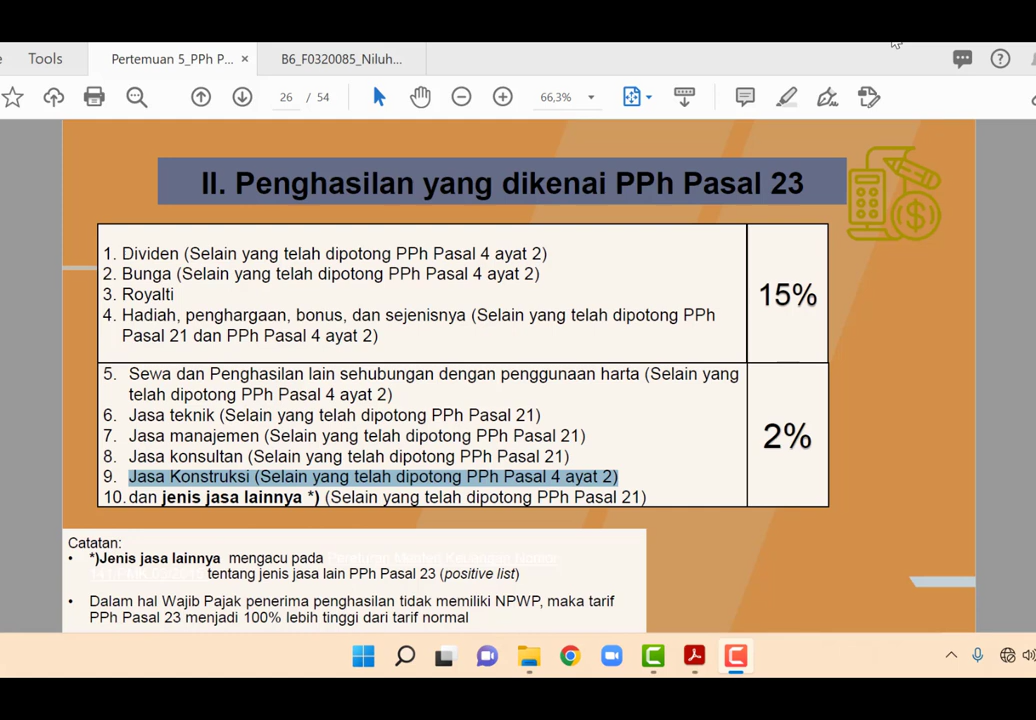 Tools
Pertemuan 5_PPh P... ×
B6_F0320085_Niluh...
26 / 54
66,3%
II. Penghasilan yang dikenai PPh Pasal 23
1. Dividen (Selain yang telah dipotong PPh Pasal 4 ayat 2)
2. Bunga (Selain yang telah dipotong PPh Pasal 4 ayat 2)
3. Royalti
4. Hadiah, penghargaan, bonus, dan sejenisnya (Selain yang telah dipotong PPh
Pasal 21 dan PPh Pasal 4 ayat 2)
15%
5. Sewa dan Penghasilan lain sehubungan dengan penggunaan harta (Selain yang
telah dipotong PPh Pasal 4 ayat 2)
6. Jasa teknik (Selain yang telah dipotong PPh Pasal 21)
7. Jasa manajemen (Selain yang telah dipotong PPh Pasal 21)
8. Jasa konsultan (Selain yang telah dipotong PPh Pasal 21)
9. Jasa Konstruksi (Selain yang telah dipotong PPh Pasal 4 ayat 2)
10. dan jenis jasa lainnya *) (Selain yang telah dipotong PPh Pasal 21)
2%
Catatan:
• *)Jenis jasa lainnya mengacu pada
tentang jenis jasa lain PPh Pasal 23 (positive list)
• Dalam hal Wajib Pajak penerima penghasilan tidak memiliki NPWP, maka tarif
PPh Pasal 23 menjadi 100% lebih tinggi dari tarif normal